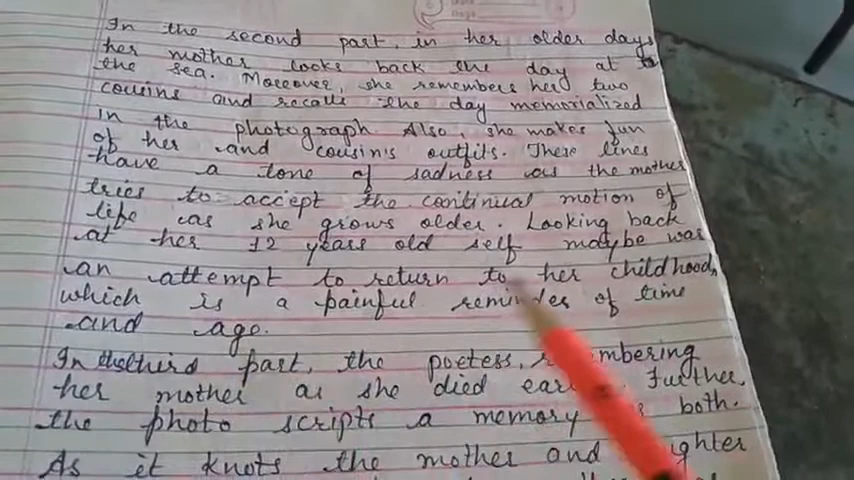 In the second part, in her older days
her mother looks back the day at to
the sea. Moreover, she remembers her two
cousins and recalls the day memorialized
in the photograph. Also, she makes fun
of her and cousin's outfits. These lines
have a tone of sadness as the mother
tries to accept the continual motion of
life as she grows older. Looking back
at her 12 years old self maybe was
an attempt to return to her childhood,
which is a painful reminder of time
and age.
In the third part, the poetess,
her mother as she died Further,
the photo scripts a memory both.
As it knots the mother and